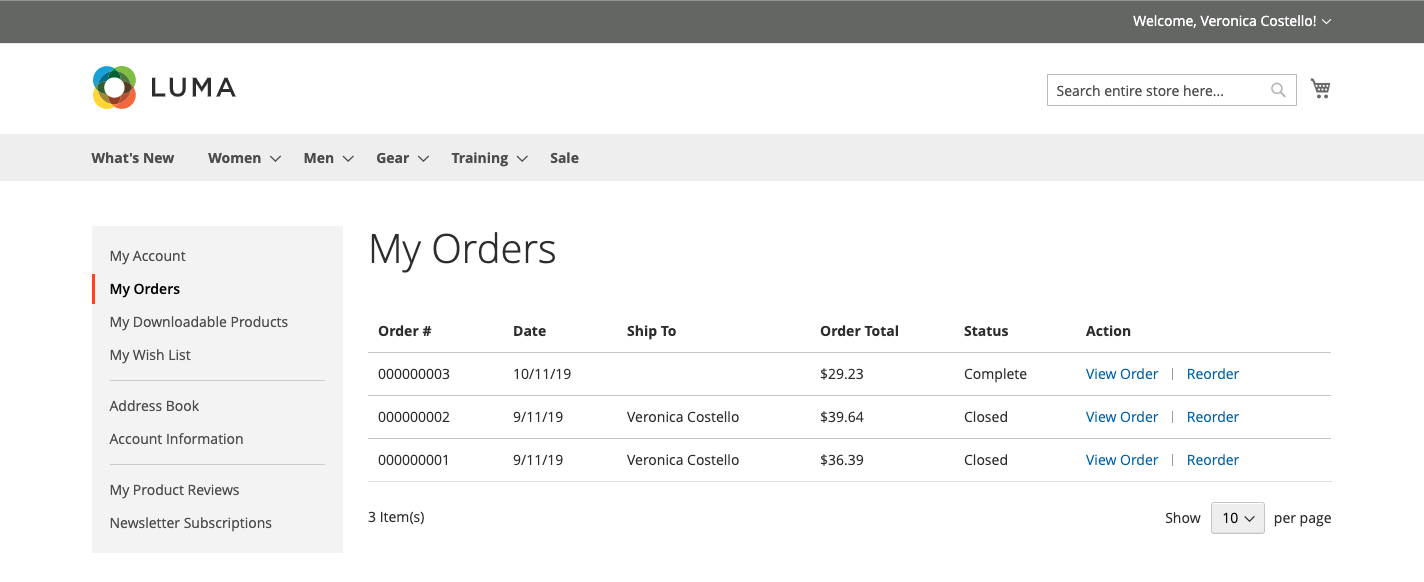 Welcome, Veronica Costello!
LUMA
Search entire store here...
What's New Women Men Gear Training Sale
My Account
My Orders
My Downloadable Products
My Wish List
Address Book
Account Information
My Product Reviews
Newsletter Subscriptions
My Orders
Order # Date Ship To Order Total Status Action
000000003 10/11/19 $29.23 Complete View Order | Reorder
000000002 9/11/19 Veronica Costello $39.64 Closed View Order | Reorder
000000001 9/11/19 Veronica Costello $36.39 Closed View Order | Reorder
3 Item(s) Show 10 per page